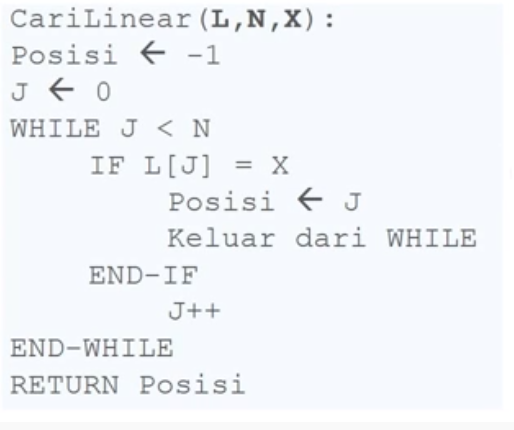 CariLinear(L,N,X):
Posisi ← -1
J ← 0
WHILE J < N
IF L[J] = X
Posisi ← J
Keluar dari WHILE
END-IF
J++
END-WHILE
RETURN Posisi